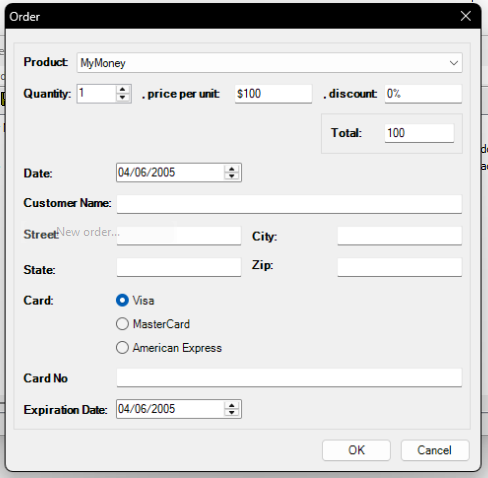 Order
Product: MyMoney
Quantity: 1 , price per unit: $100 , discount: 0%
Total: 100
Date: 04/06/2005
Customer Name:
Street: New order... City:
State: Zip:
Card: Visa
MasterCard
American Express
Card No
Expiration Date: 04/06/2005
OK Cancel